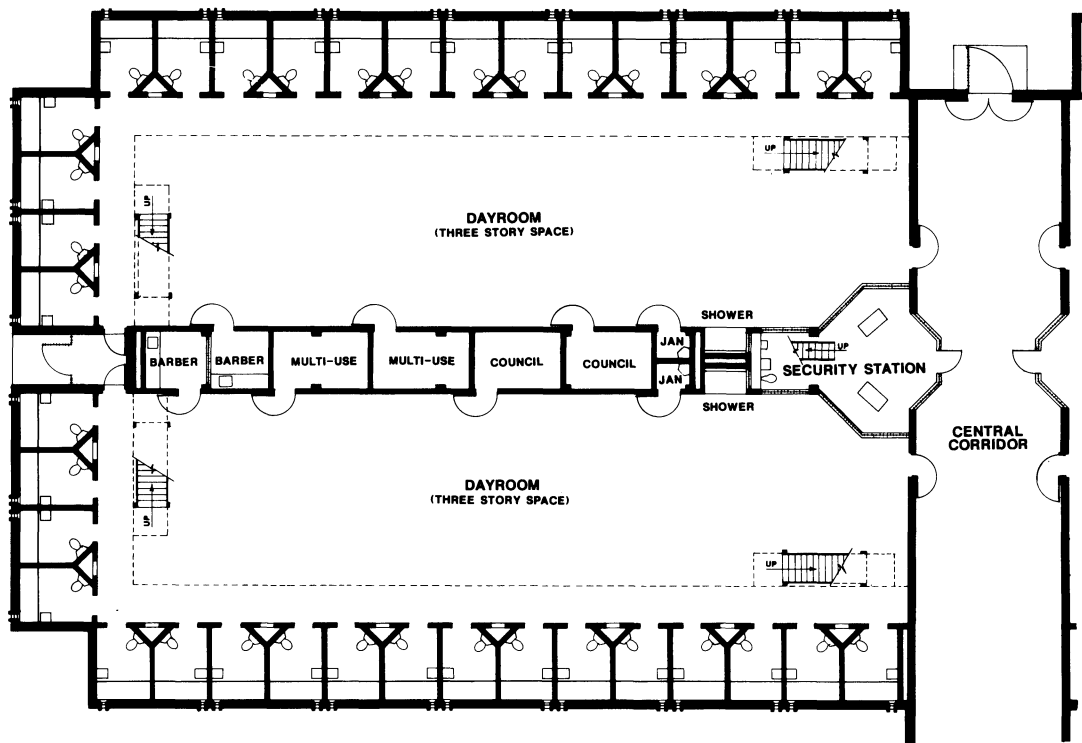 UP
UP
DAYROOM
(THREE STORY SPACE)
SHOWER
BARBER
BARBER
MULTI-USE
MULTI-USE
COUNCIL
COUNCIL
JAN
JAN
UP
SECURITY STATION
SHOWER
CENTRAL
CORRIDOR
DAYROOM
(THREE STORY SPACE)
UP
UP